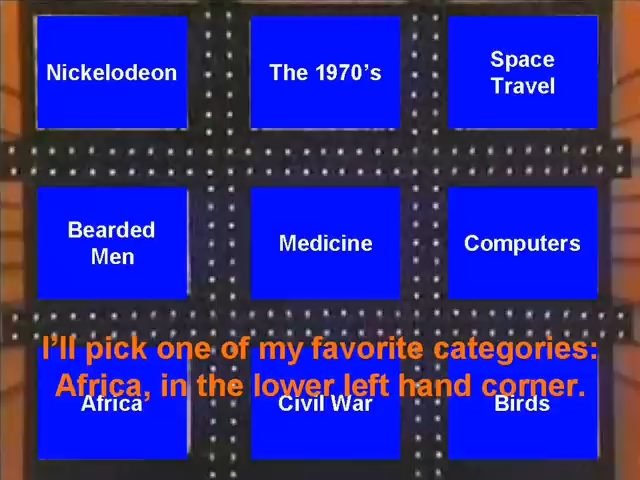 Nickelodeon
The 1970's
Space
Travel
Bearded
Men
Medicine
Computers
I'll pick one of my favorite categories:
Africa, in the lower left hand corner.
Africa
Civil War
Birds